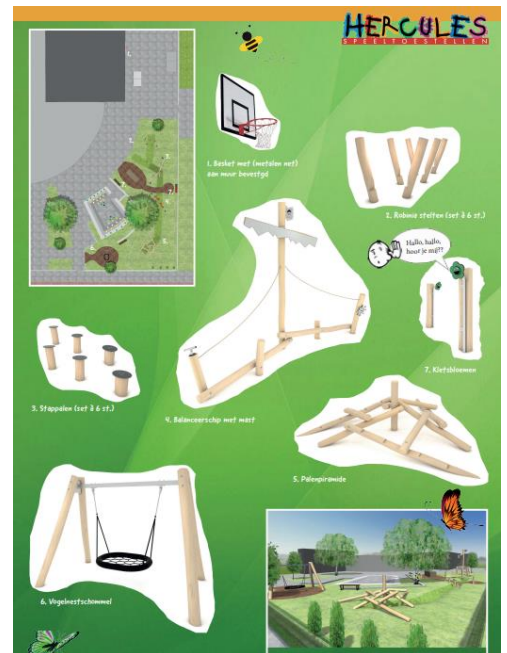 HERCULES
SPEELTOESTELLEN
1. Basket met (metalen net)
aan muur bevestgd
2. Robinia stelten (set à 6 st.)
Hallo, hallo,
hoor je mij??
7. Kletsbloemen
3. Stappalen (set à 6 st.)
4. Balanceerschip met mast
5. Palenpiramide
6. Vogelnestschommel